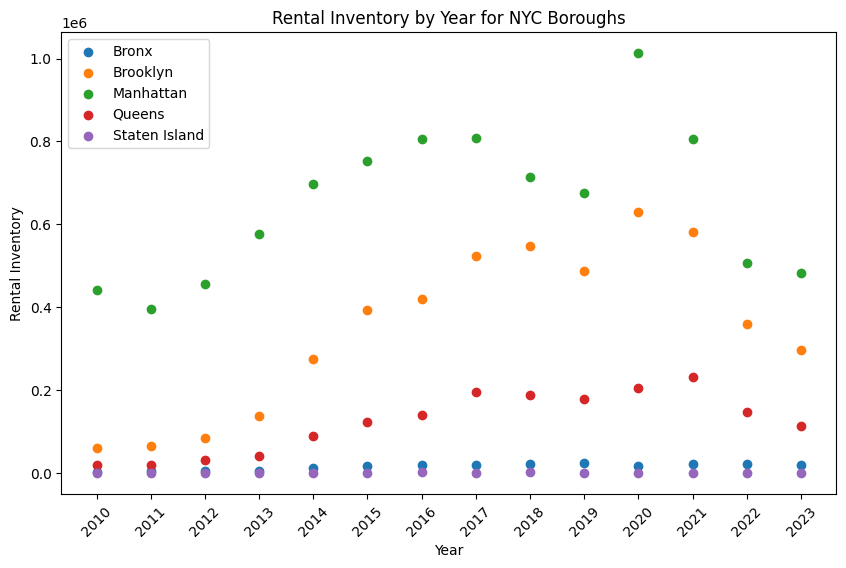 Rental Inventory by Year for NYC Boroughs
1e6
Bronx
Brooklyn
Manhattan
Queens
Staten Island
1.0
0.8
0.6
0.4
0.2
0.0
Rental Inventory
2010 2011 2012 2013 2014 2015 2016 2017 2018 2019 2020 2021 2022 2023
Year